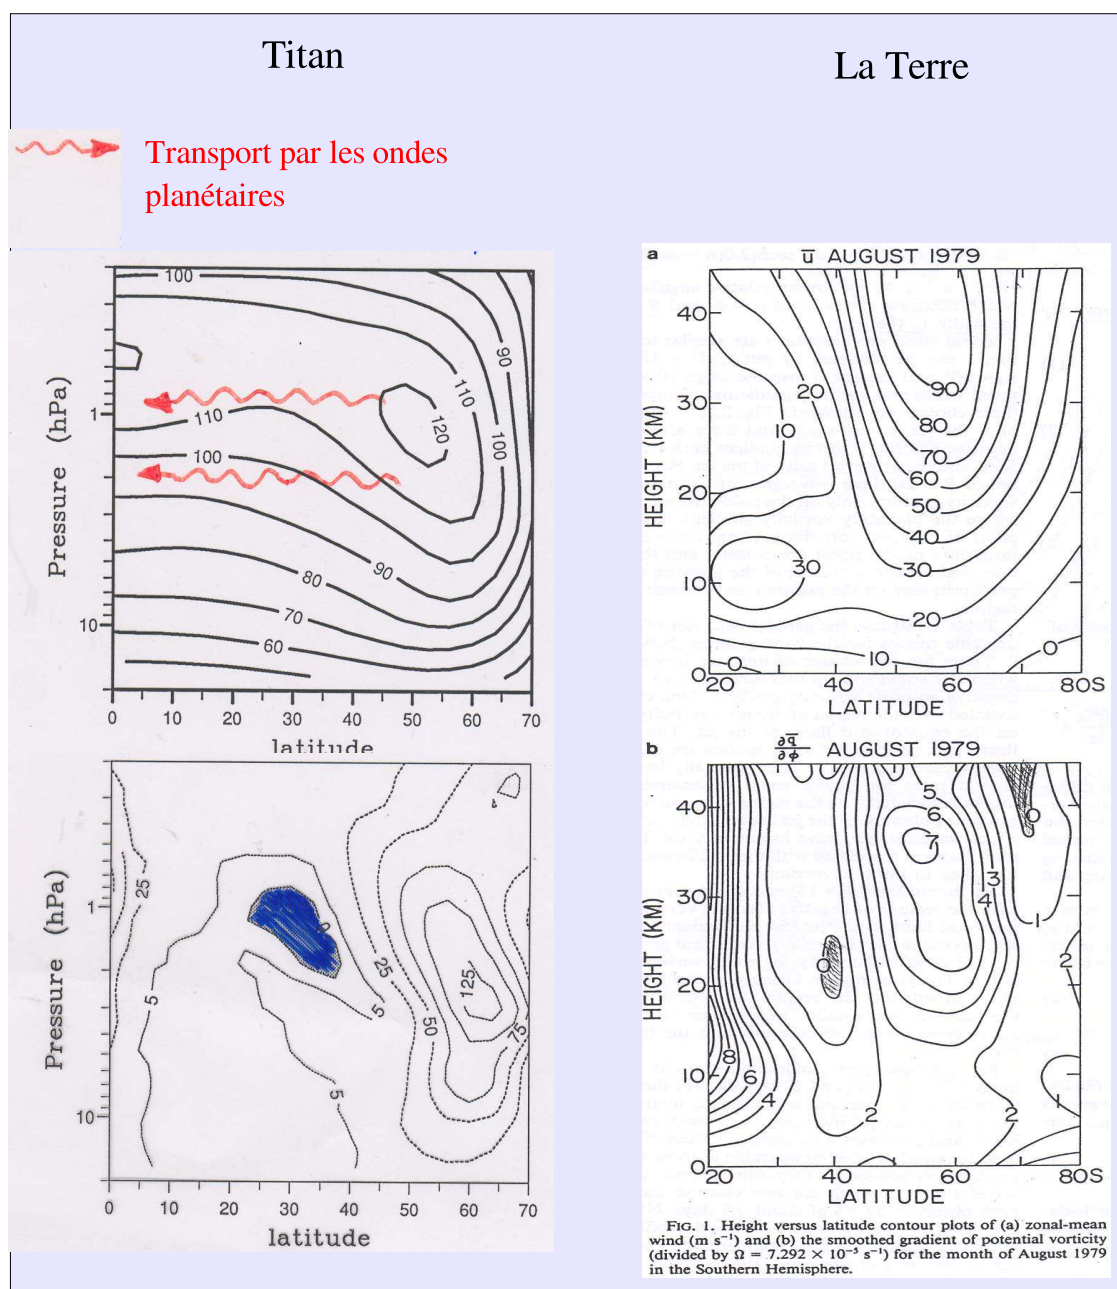 Titan
La Terre
Transport par les ondes
planétaires
Pressure (hPa)
1
10
100
90
110
120
110
100
100
90
80
70
60
0 10 20 30 40 50 60 70
latitude
Pressure (hPa)
1
10
25
5
0
5
25
50
125
75
5
0 10 20 30 40 50 60 70
latitude
a
u̅ AUGUST 1979
HEIGHT (KM)
40
30
20
10
0
20
10
90
80
70
60
50
40
30
30
20
10
0
0
20 40 60 80S
LATITUDE
b
∂q̅/∂φ AUGUST 1979
HEIGHT (KM)
40
30
20
10
0
5
6
7
0
3
4
1
0
2
8
6
4
2
2
1
20 40 60 80S
LATITUDE
FIG. 1. Height versus latitude contour plots of (a) zonal-mean
wind (m s⁻¹) and (b) the smoothed gradient of potential vorticity
(divided by Ω = 7.292 × 10⁻⁵ s⁻¹) for the month of August 1979
in the Southern Hemisphere.